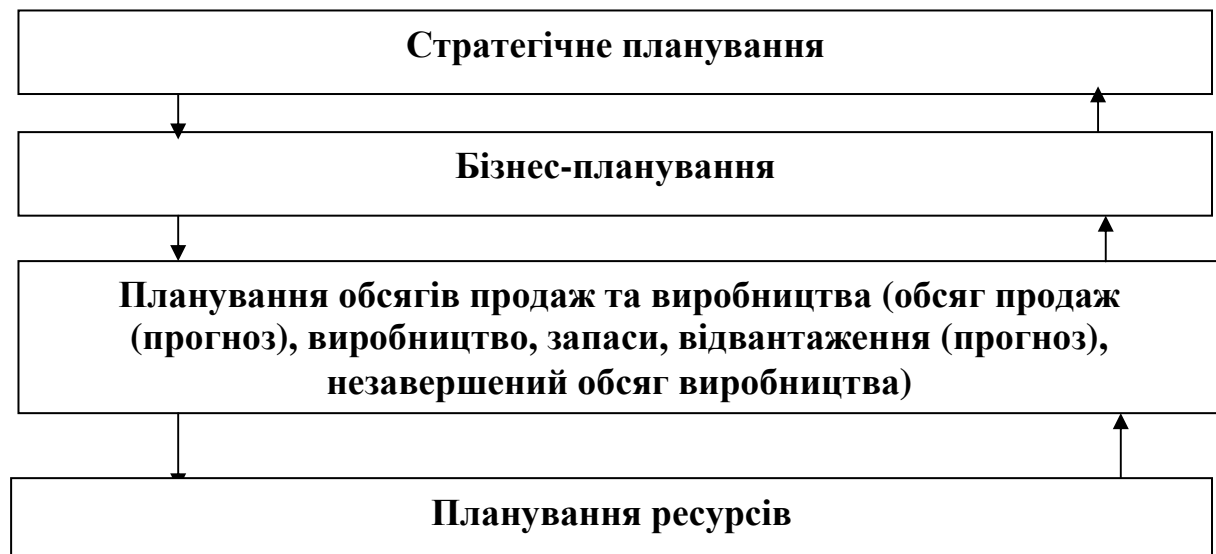 Стратегічне планування
Бізнес-планування
Планування обсягів продаж та виробництва (обсяг продаж
(прогноз), виробництво, запаси, відвантаження (прогноз),
незавершений обсяг виробництва)
Планування ресурсів